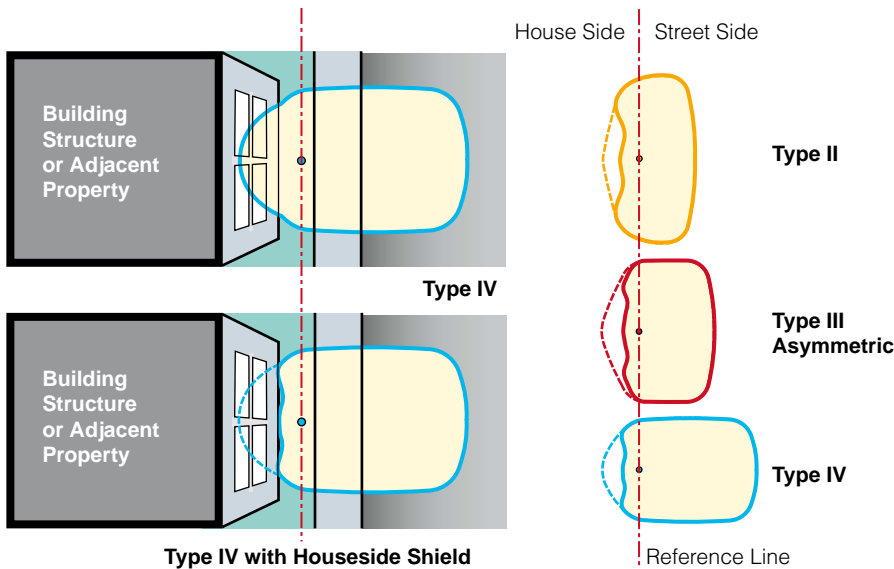 House Side
Street Side
Building
Structure
or Adjacent
Property
Type IV
Building
Structure
or Adjacent
Property
Type IV with Houseside Shield
Type II
Type III
Asymmetric
Type IV
Reference Line